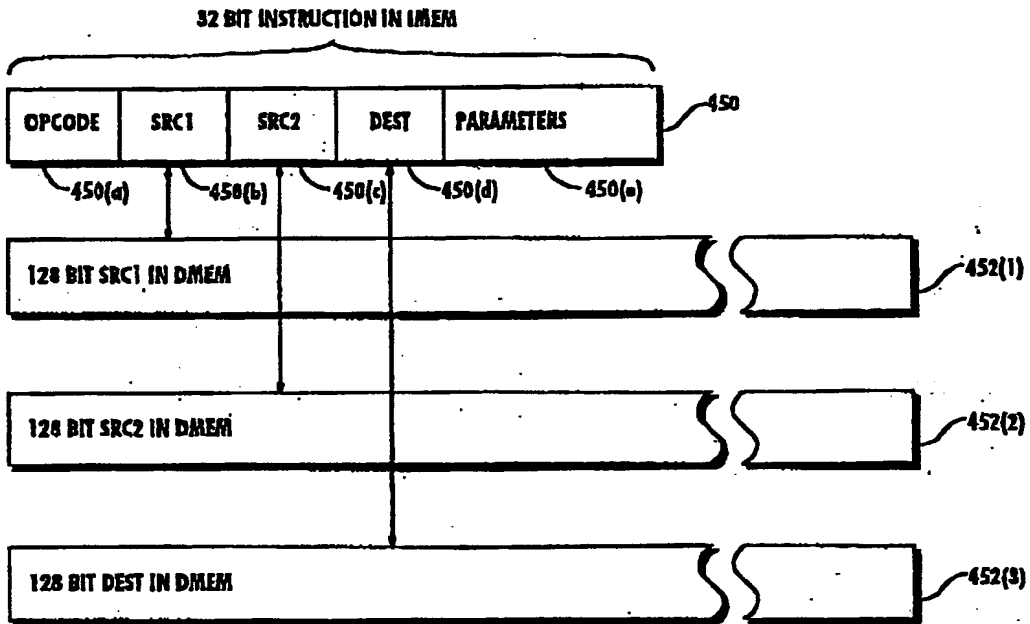 32 BIT INSTRUCTION IN IMEM
OPCODE SRC1 SRC2 DEST PARAMETERS
450
450(a) 450(b) 450(c) 450(d) 450(e)
128 BIT SRC1 IN DMEM
452(1)
128 BIT SRC2 IN DMEM
452(2)
128 BIT DEST IN DMEM
452(3)